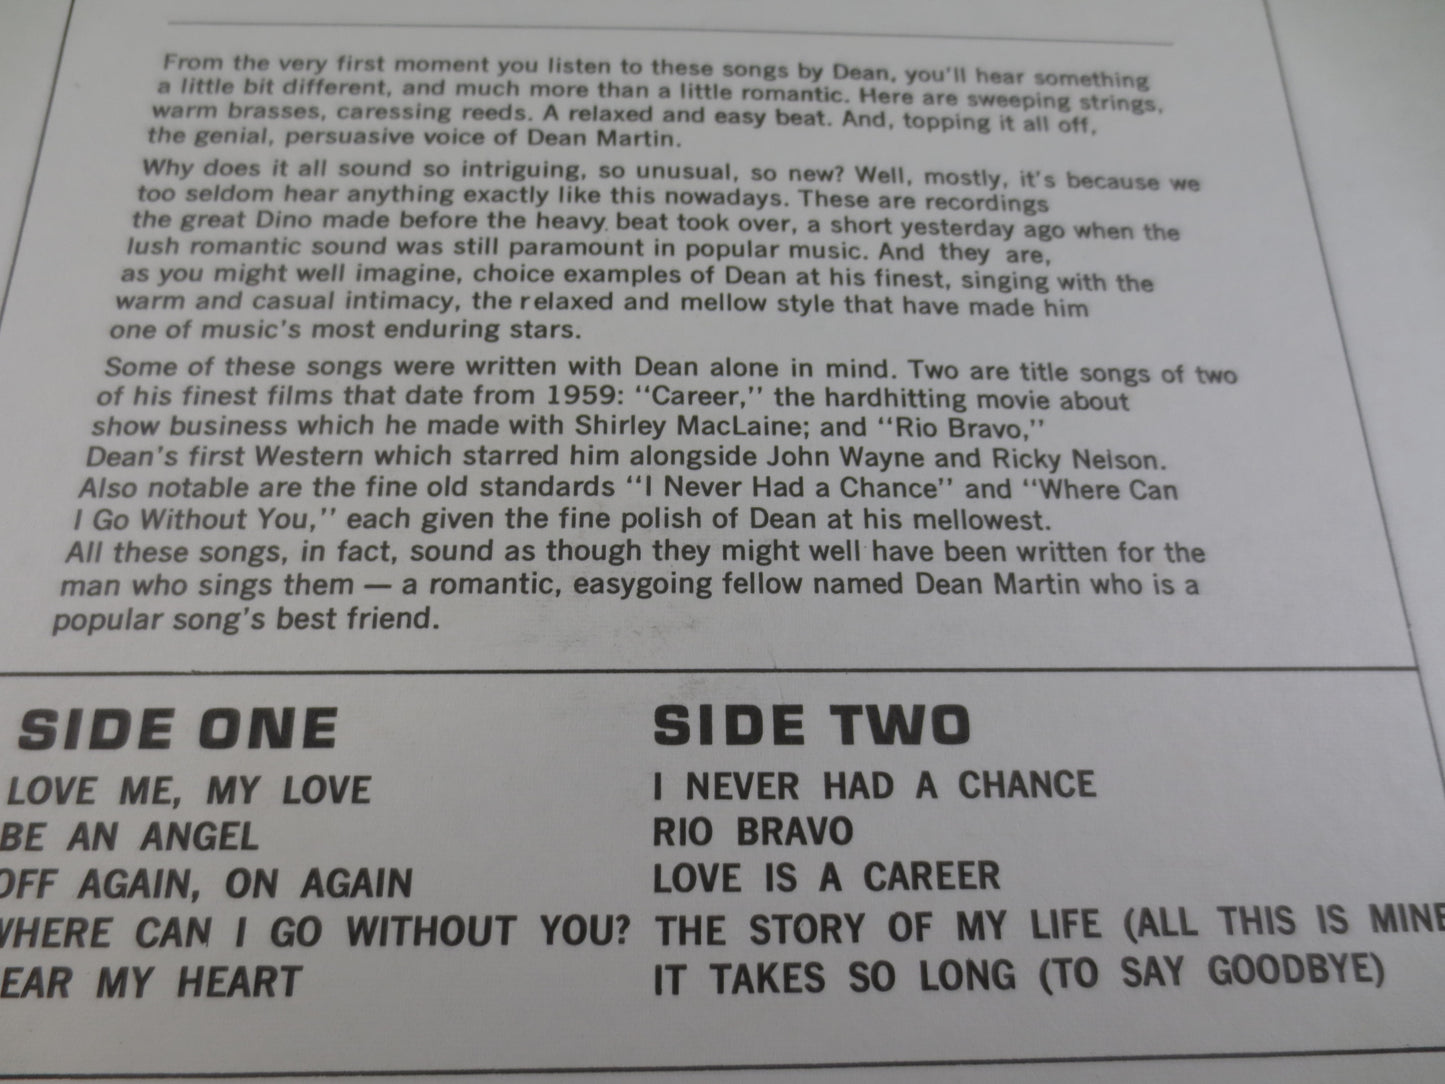 From the very first moment you listen to these songs by Dean, you'll hear something
a little bit different, and much more than a little romantic. Here are sweeping strings,
warm brasses, caressing reeds. A relaxed and easy beat. And, topping it all off,
the genial, persuasive voice of Dean Martin.
Why does it all sound so intriguing, so unusual, so new? Well, mostly, it's because we
too seldom hear anything exactly like this nowadays. These are recordings
the great Dino made before the heavy beat took over, a short yesterday ago when the
lush romantic sound was still paramount in popular music. And they are,
as you might well imagine, choice examples of Dean at his finest, singing with the
warm and casual intimacy, the relaxed and mellow style that have made him
one of music's most enduring stars.
Some of these songs were written with Dean alone in mind. Two are title songs of two
of his finest films that date from 1959: "Career," the hardhitting movie about
show business which he made with Shirley MacLaine; and "Rio Bravo,"
Dean's first Western which starred him alongside John Wayne and Ricky Nelson.
Also notable are the fine old standards "I Never Had a Chance" and "Where Can
I Go Without You," each given the fine polish of Dean at his mellowest.
All these songs, in fact, sound as though they might well have been written for the
man who sings them — a romantic, easygoing fellow named Dean Martin who is a
popular song's best friend.
SIDE ONE
LOVE ME, MY LOVE
BE AN ANGEL
OFF AGAIN, ON AGAIN
WHERE CAN I GO WITHOUT YOU?
EAR MY HEART
SIDE TWO
I NEVER HAD A CHANCE
RIO BRAVO
LOVE IS A CAREER
THE STORY OF MY LIFE (ALL THIS IS MINE
IT TAKES SO LONG (TO SAY GOODBYE)